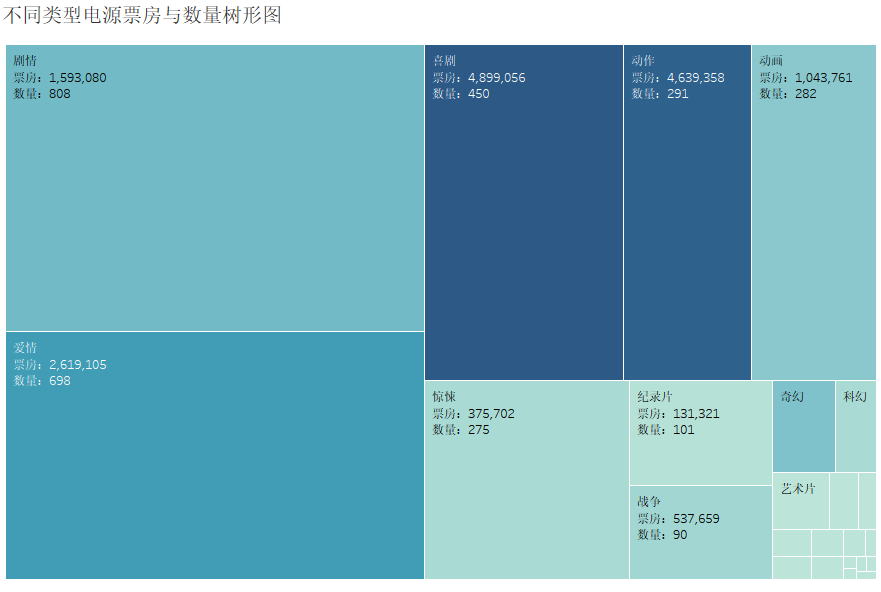 不同类型电源票房与数量树形图
剧情
票房：1,593,080
数量：808
喜剧
票房：4,899,056
数量：450
动作
票房：4,639,358
数量：291
动画
票房：1,043,761
数量：282
爱情
票房：2,619,105
数量：698
惊悚
票房：375,702
数量：275
纪录片
票房：131,321
数量：101
战争
票房：537,659
数量：90
奇幻
科幻
艺术片